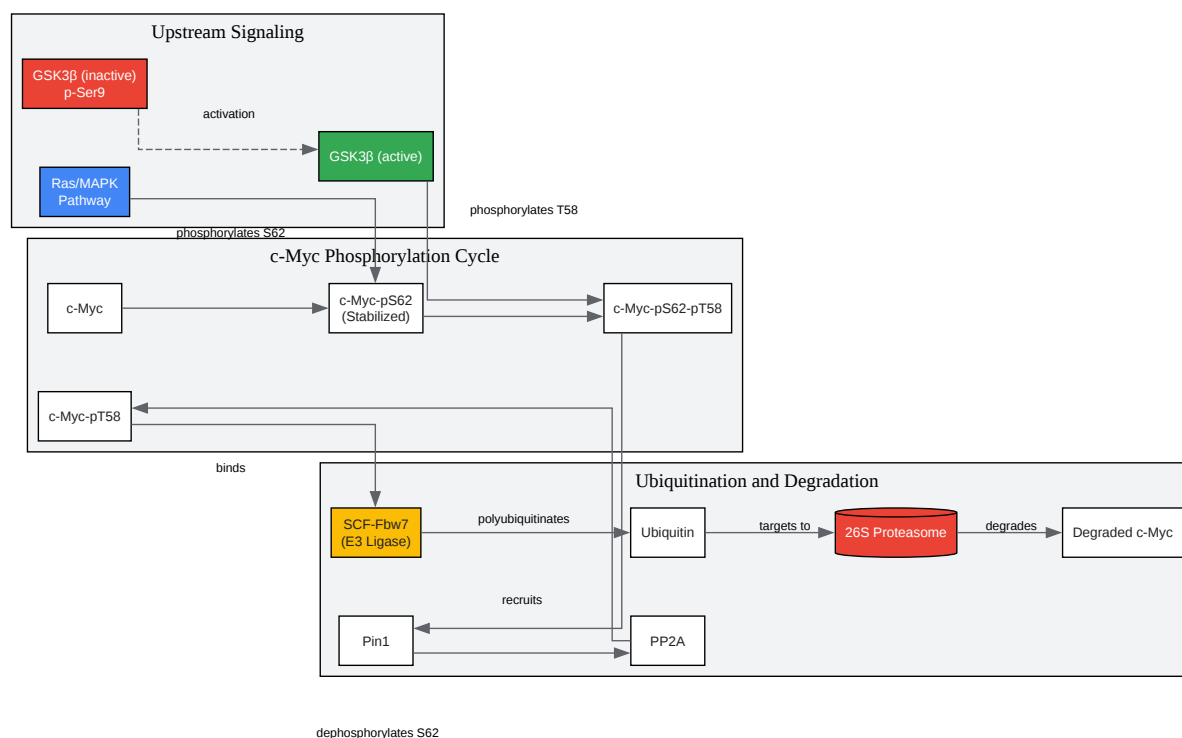 Upstream Signaling
GSK3β (inactive)
p-Ser9
activation
GSK3β (active)
Ras/MAPK
Pathway
phosphorylates T58
phosphorylates S62
c-Myc Phosphorylation Cycle
c-Myc
c-Myc-pS62
(Stabilized)
c-Myc-pS62-pT58
c-Myc-pT58
binds
Ubiquitination and Degradation
SCF-Fbw7
(E3 Ligase)
polyubiquitinates
Ubiquitin
targets to
26S Proteasome
degrades
Degraded c-Myc
recruits
Pin1
PP2A
dephosphorylates S62